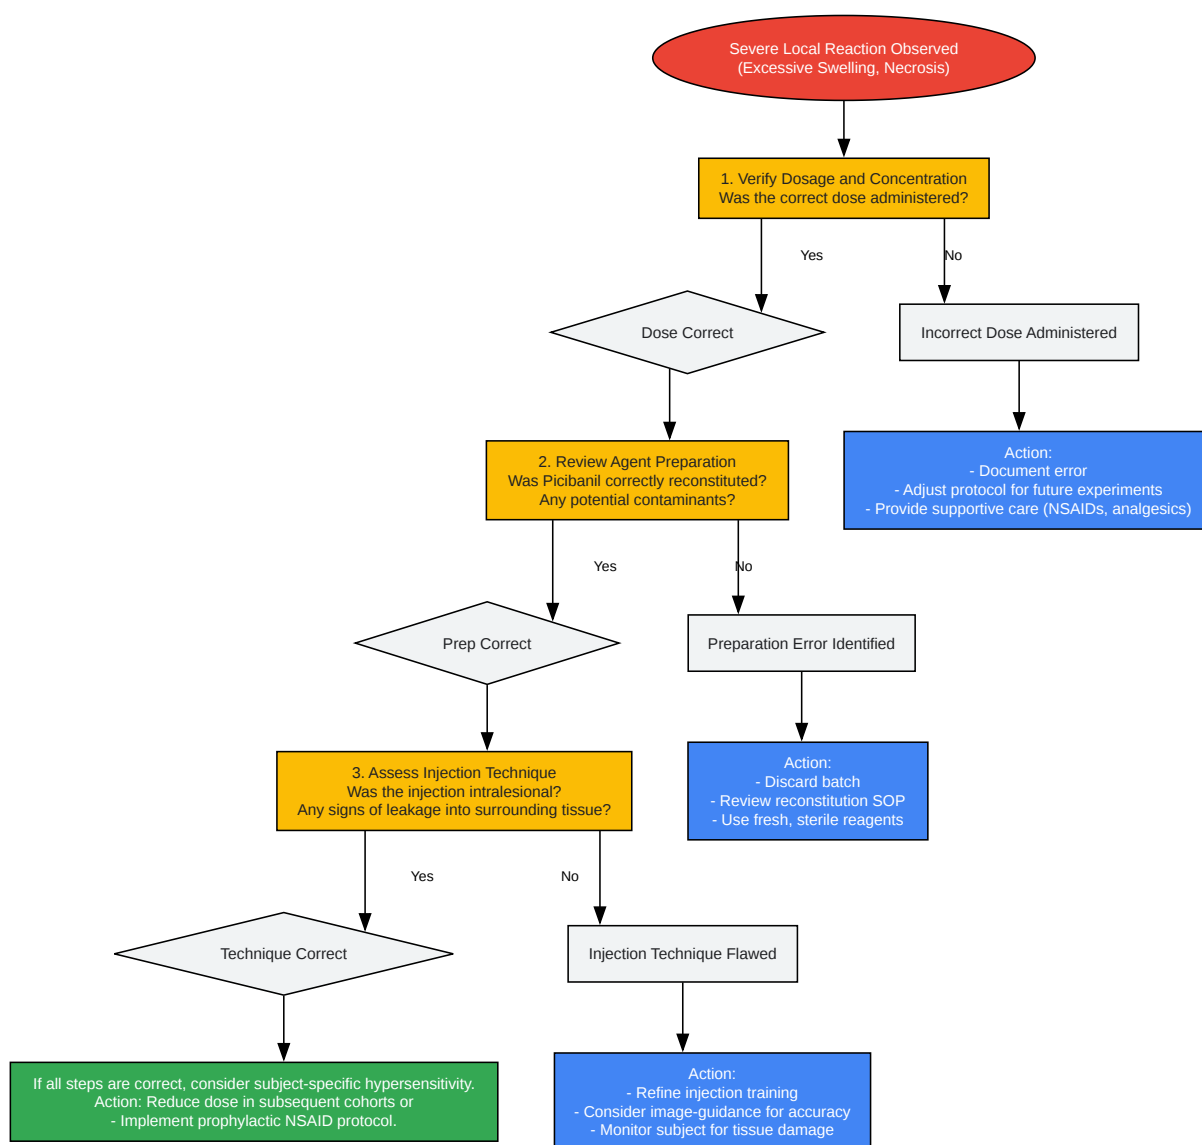 Severe Local Reaction Observed
(Excessive Swelling, Necrosis)
1. Verify Dosage and Concentration
Was the correct dose administered?
Yes
No
Dose Correct
Incorrect Dose Administered
2. Review Agent Preparation
Was Picibanil correctly reconstituted?
Any potential contaminants?
Action:
- Document error
- Adjust protocol for future experiments
- Provide supportive care (NSAIDs, analgesics)
Yes
No
Prep Correct
Preparation Error Identified
3. Assess Injection Technique
Was the injection intralesional?
Any signs of leakage into surrounding tissue?
Action:
- Discard batch
- Review reconstitution SOP
- Use fresh, sterile reagents
Yes
No
Technique Correct
Injection Technique Flawed
If all steps are correct, consider subject-specific hypersensitivity.
Action: Reduce dose in subsequent cohorts or
- Implement prophylactic NSAID protocol.
Action:
- Refine injection training
- Consider image-guidance for accuracy
- Monitor subject for tissue damage